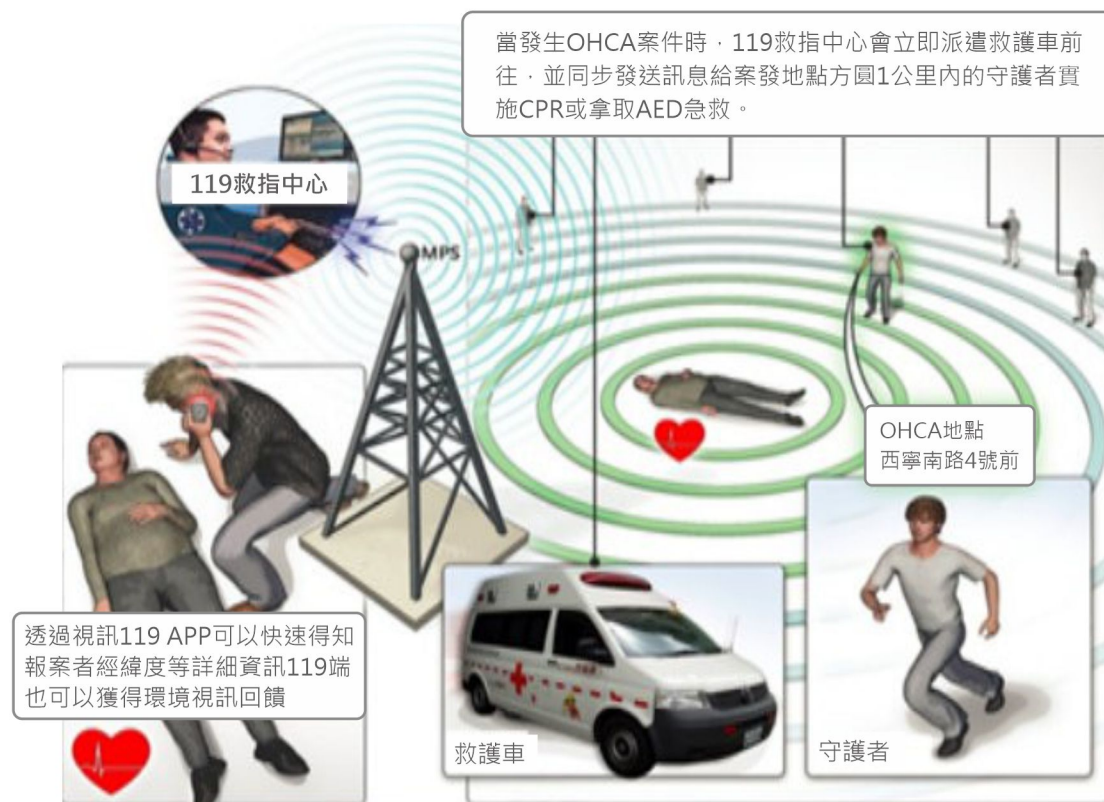 當發生OHCA案件時，119救指中心會立即派遣救護車前
往，並同步發送訊息給案發地點方圓1公里內的守護者實
施CPR或拿取AED急救。
119救指中心
MPS
OHCA地點
西寧南路4號前
透過視訊119 APP可以快速得知
報案者經緯度等詳細資訊119端
也可以獲得環境視訊回饋
救護車
守護者